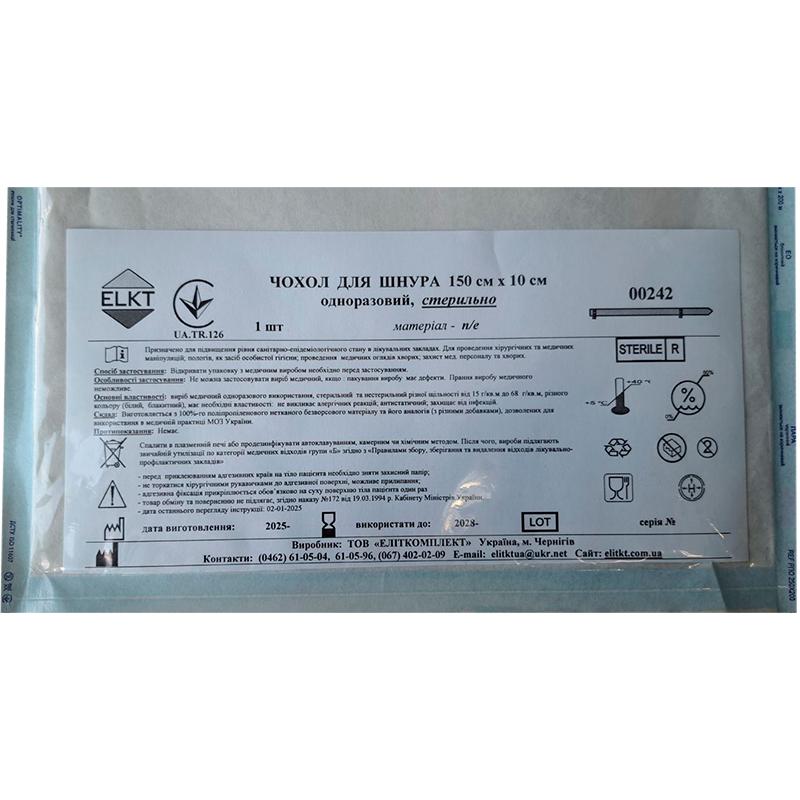 OPTIMALITY
ELKT
UA.TR.126
ЧОХОЛ ДЛЯ ШНУРА 150 см х 10 см
одноразовий, стерильно
1 шт
матеріал - п/е
00242
STERILE R
Призначено для підвищення рівня санітарно-епідеміологічного стану в лікувальних закладах. Для проведення хірургічних та медичних
маніпуляцій; пологів, як засіб особистої гігієни; проведення медичних оглядів хворих; захист мед. персоналу та хворих.
Спосіб застосування: Відкривати упаковку з медичним виробом необхідно перед застосуванням.
Особливості застосування: Не можна застосовувати виріб медичний, якщо : пакування виробу має дефекти. Прання виробу медичного
неможливе.
Основні властивості: виріб медичний одноразового використання, стерильний та нестерильний різної щільності від 15 г/кв.м до 68 г/кв.м, різного
кольору (білий, блакитний), має необхідні властивості: не викликає алергічних реакцій; антистатичний; захищає від інфекцій.
Склад: Виготовляється з 100%-го поліпропіленового нетканого безворсового матеріалу та його аналогів (з різними добавками), дозволених для
використання в медичній практиці МОЗ України.
Протипоказання: Немає.
+5 °C
+40 °C
%
Спалити в плазменній печі або продезинфікувати автоклавуванням, камерним чи хімічним методом. Після чого, вироби підлягають
звичайній утилізації по категорії медичних відходів групи «Б» згідно з «Правилами збору, зберігання та видалення відходів лікувально-
профілактичних закладів»
- перед приклеюванням адгезивних країв на тіло пацієнта необхідно зняти захисний папір;
- не торкатися хірургічними рукавичками до адгезивної поверхні, можливе прилипання;
- адгезивна фіксація прикріплюється обов'язково на суху поверхню тіла пацієнта один раз
- товар обміну та поверненню не підлягає, згідно наказу №172 від 19.03.1994 р. Кабінету Міністрів України
- дата останнього перегляду інструкції: 02-01-2025
дата виготовлення: 2025-
використати до: 2028-
LOT
серія №
Виробник: ТОВ «ЕЛІТКОМПЛЕКТ» Україна, м. Чернігів
Контакти: (0462) 61-05-04, 61-05-96, (067) 402-02-09 E-mail: elitktua@ukr.net Сайт: elitkt.com.ua